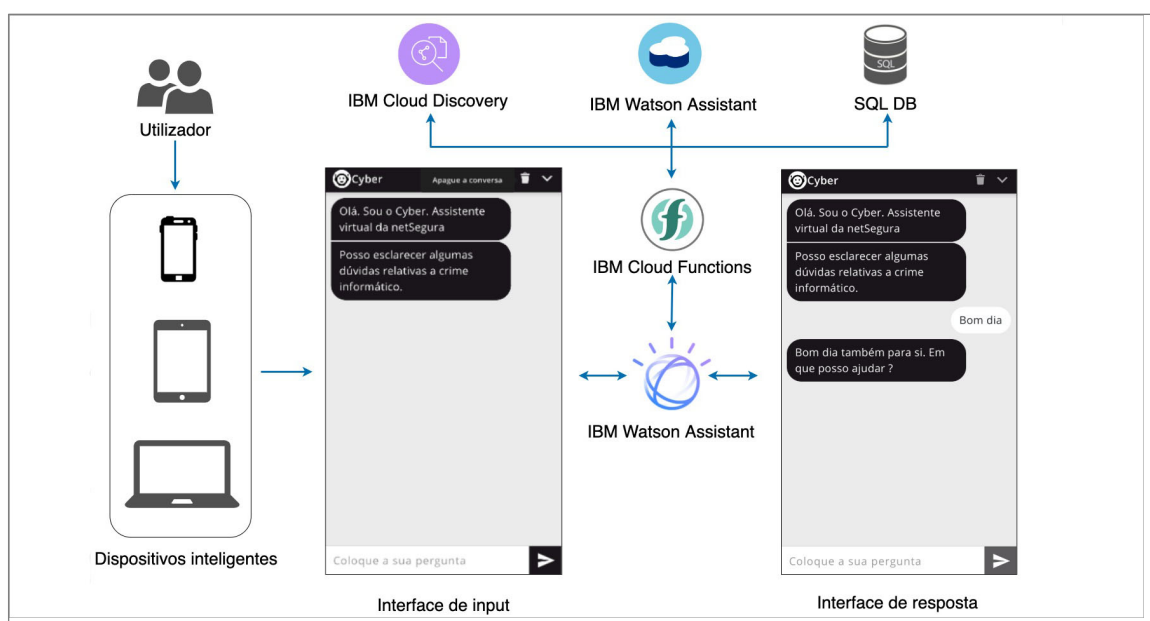 IBM Cloud Discovery
IBM Watson Assistant
SQL
SQL DB
Utilizador
Dispositivos inteligentes
Cyber
Apague a conversa
Olá. Sou o Cyber. Assistente
virtual da netSegura
Posso esclarecer algumas
dúvidas relativas a crime
informático.
Coloque a sua pergunta
Interface de input
IBM Cloud Functions
IBM Watson Assistant
Cyber
Olá. Sou o Cyber. Assistente
virtual da netSegura
Posso esclarecer algumas
dúvidas relativas a crime
informático.
Bom dia
Bom dia também para si. Em
que posso ajudar ?
Coloque a sua pergunta
Interface de resposta